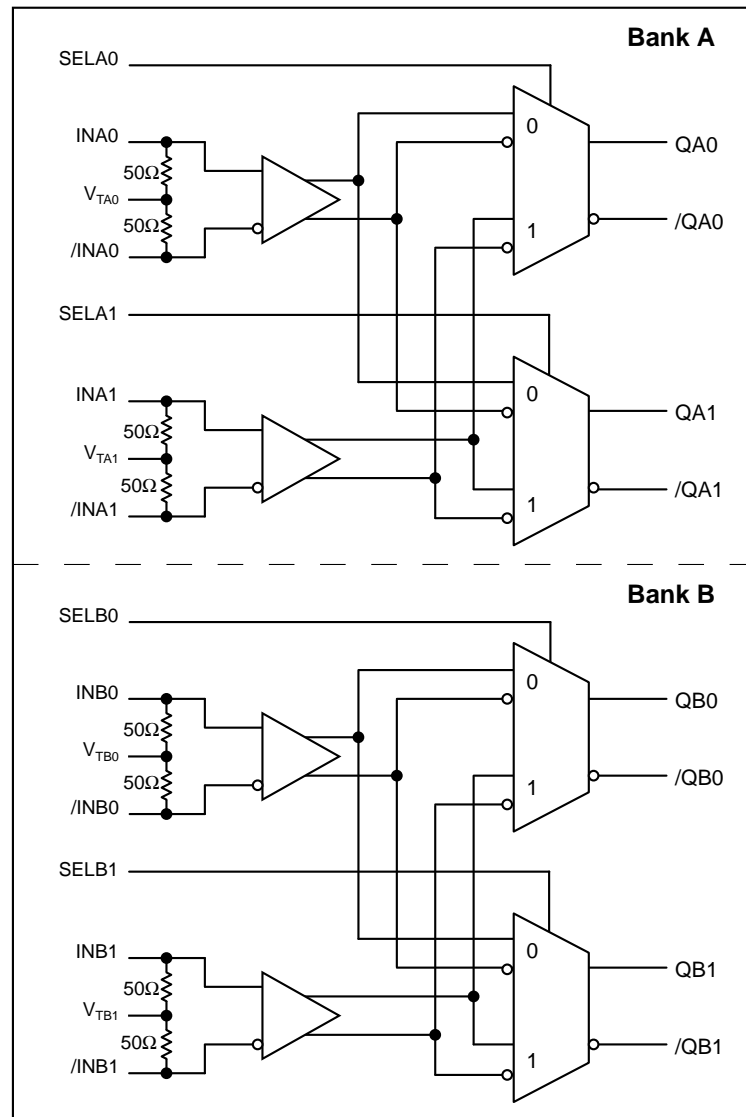 Bank A
SELA0
INA0
50Ω
VTA0
50Ω
/INA0
0
1
QA0
/QA0
SELA1
INA1
50Ω
VTA1
50Ω
/INA1
0
1
QA1
/QA1
Bank B
SELB0
INB0
50Ω
VTB0
50Ω
/INB0
0
1
QB0
/QB0
SELB1
INB1
50Ω
VTB1
50Ω
/INB1
0
1
QB1
/QB1